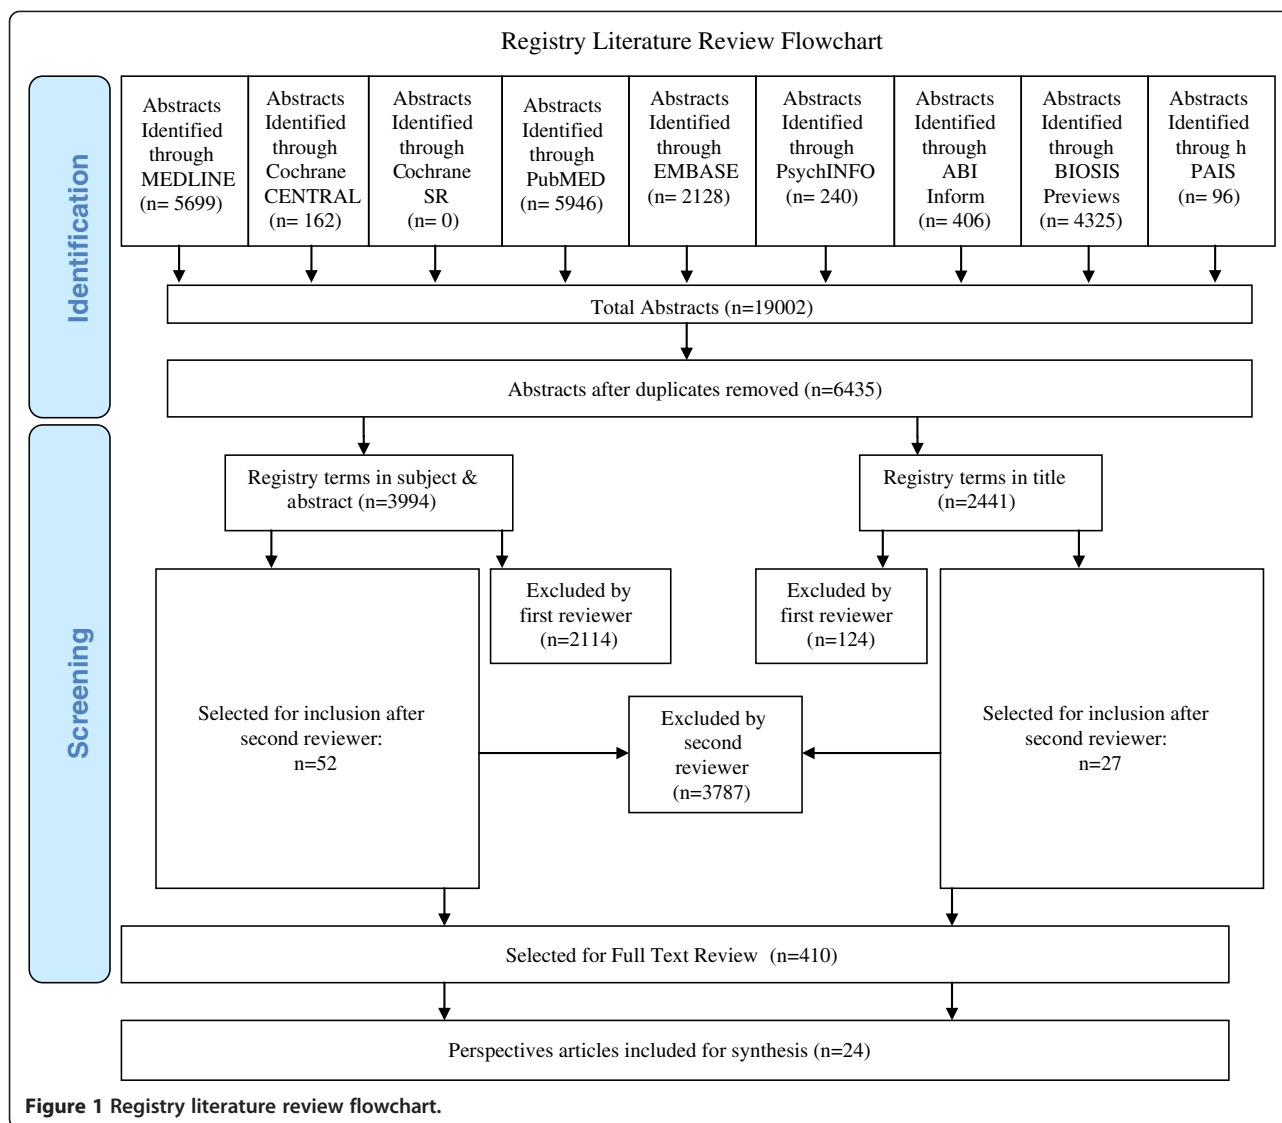 Registry Literature Review Flowchart
Identification
Abstracts
Identified
through
MEDLINE
(n= 5699)
Abstracts
Identified
through
Cochrane
CENTRAL
(n= 162)
Abstracts
Identified
through
Cochrane
SR
(n= 0)
Abstracts
Identified
through
PubMED
(n= 5946)
Abstracts
Identified
through
EMBASE
(n= 2128)
Abstracts
Identified
through
PsychINFO
(n= 240)
Abstracts
Identified
through
ABI
Inform
(n= 406)
Abstracts
Identified
through
BIOSIS
Previews
(n= 4325)
Abstracts
Identified
throug h
PAIS
(n= 96)
Total Abstracts (n=19002)
Abstracts after duplicates removed (n=6435)
Screening
Registry terms in subject &
abstract (n=3994)
Registry terms in title
(n=2441)
Excluded by
first reviewer
(n=2114)
Excluded by
first reviewer
(n=124)
Selected for inclusion after
second reviewer:
n=52
Excluded by
second
reviewer
(n=3787)
Selected for inclusion after
second reviewer:
n=27
Selected for Full Text Review (n=410)
Perspectives articles included for synthesis (n=24)
Figure 1 Registry literature review flowchart.